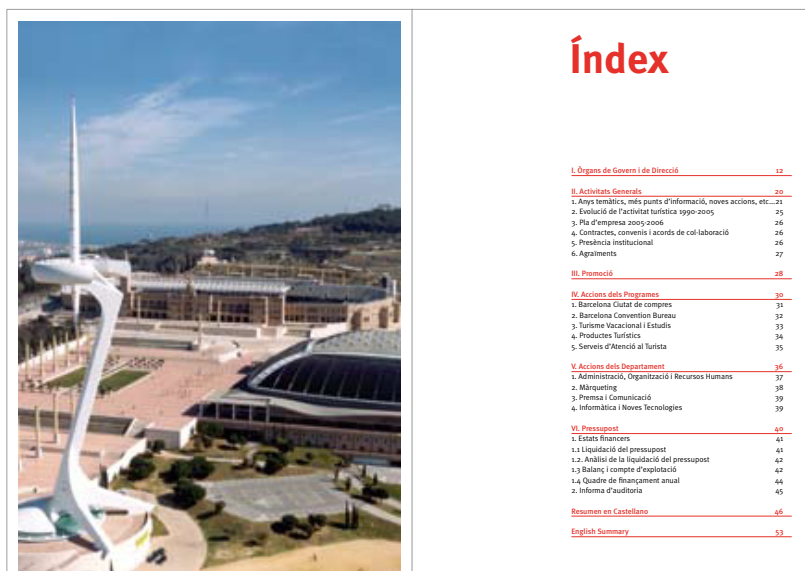 Índex
I. Òrgans de Govern i de Direcció 12
II. Activitats Generals 20
1. Anys temàtics, més punts d'informació, noves accions, etc...21
2. Evolució de l'activitat turística 1990-2005 25
3. Pla d'empresa 2005-2006 26
4. Contractes, convenis i acords de col·laboració 26
5. Presència institucional 26
6. Agraïments 27
III. Promoció 28
IV. Accions dels Programes 30
1. Barcelona Ciutat de compres 31
2. Barcelona Convention Bureau 32
3. Turisme Vacacional i Estudis 33
4. Productes Turístics 34
5. Serveis d'Atenció al Turista 35
V. Accions dels Departament 36
1. Administració, Organització i Recursos Humans 37
2. Màrqueting 38
3. Premsa i Comunicació 39
4. Informàtica i Noves Tecnologies 39
VI. Pressupost 40
1. Estats financers 41
1.1 Liquidació del pressupost 41
1.2. Anàlisi de la liquidació del pressupost 42
1.3 Balanç i compte d'explotació 42
1.4 Quadre de finançament anual 44
2. Informa d'auditoria 45
Resumen en Castellano 46
English Summary 53